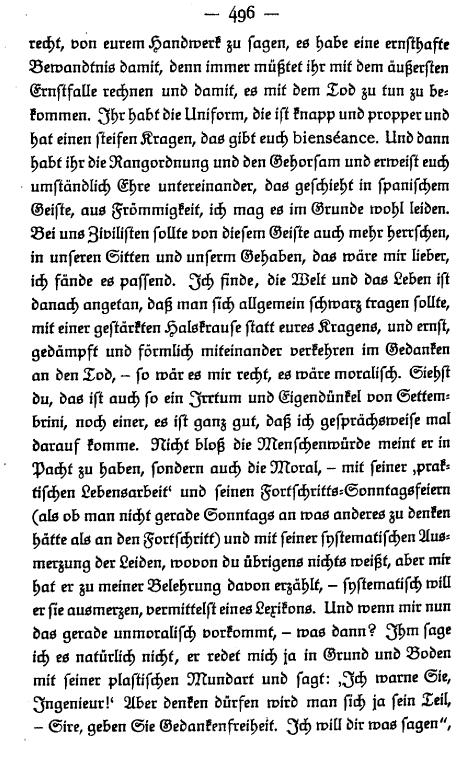 — 496 —
recht, von eurem Handwerk zu sagen, es habe eine ernsthafte
Bewandtnis damit, denn immer müßtet ihr mit dem äußersten
Ernstfalle rechnen und damit, es mit dem Tod zu tun zu be-
kommen. Ihr habt die Uniform, die ist knapp und propper und
hat einen steifen Kragen, das gibt euch bienséance. Und dann
habt ihr die Rangordnung und den Gehorsam und erweist euch
umständlich Ehre untereinander, das geschieht in spanischem
Geiste, aus Frömmigkeit, ich mag es im Grunde wohl leiden.
Bei uns Zivilisten sollte von diesem Geiste auch mehr herrschen,
in unseren Sitten und unserm Gehaben, das wäre mir lieber,
ich fände es passend. Ich finde, die Welt und das Leben ist
danach angetan, daß man sich allgemein schwarz tragen sollte,
mit einer gestärkten Halskrause statt eures Kragens, und ernst,
gedämpft und förmlich miteinander verkehren im Gedanken
an den Tod, – so wär es mir recht, es wäre moralisch. Siehst
du, das ist auch so ein Irrtum und Eigendünkel von Settem-
brini, noch einer, es ist ganz gut, daß ich gesprächsweise mal
darauf komme. Nicht bloß die Menschenwürde meint er in
Pacht zu haben, sondern auch die Moral, – mit seiner ‚prak-
tischen Lebensarbeit‘ und seinen Fortschritts-Sonntagsfeiern
(als ob man nicht gerade Sonntags an was anderes zu denken
hätte als an den Fortschritt) und mit seiner systematischen Aus-
merzung der Leiden, wovon du übrigens nichts weißt, aber mir
hat er zu meiner Belehrung davon erzählt, – systematisch will
er sie ausmerzen, vermittelst eines Lexikons. Und wenn mir nun
das gerade unmoralisch vorkommt, – was dann? Ihm sage
ich es natürlich nicht, er redet mich ja in Grund und Boden
mit seiner plastischen Mundart und sagt: ‚Ich warne Sie,
Ingenieur!‘ Aber denken dürfen wird man sich ja sein Teil,
– Sire, geben Sie Gedankenfreiheit. Ich will dir was sagen“,